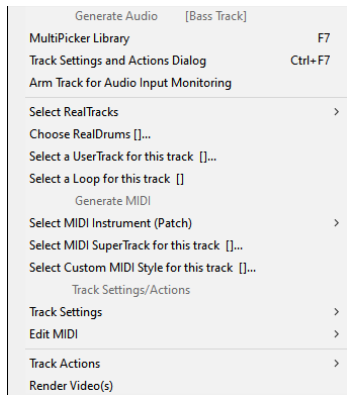 Generate Audio [Bass Track]
MultiPicker Library F7
Track Settings and Actions Dialog Ctrl+F7
Arm Track for Audio Input Monitoring
Select RealTracks >
Choose RealDrums []...
Select a UserTrack for this track []...
Select a Loop for this track []
Generate MIDI
Select MIDI Instrument (Patch) >
Select MIDI SuperTrack for this track []...
Select Custom MIDI Style for this track []...
Track Settings/Actions
Track Settings >
Edit MIDI >
Track Actions >
Render Video(s)